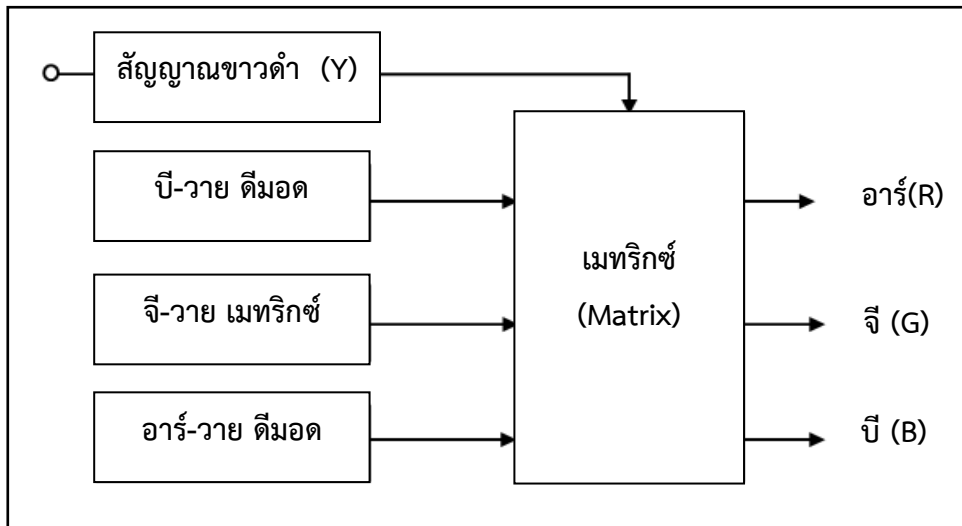 สัญญาณขาวดำ (Y)
บี-วาย ดีมอด
จี-วาย เมทริกซ์
อาร์-วาย ดีมอด
เมทริกซ์
(Matrix)
อาร์(R)
จี (G)
บี (B)